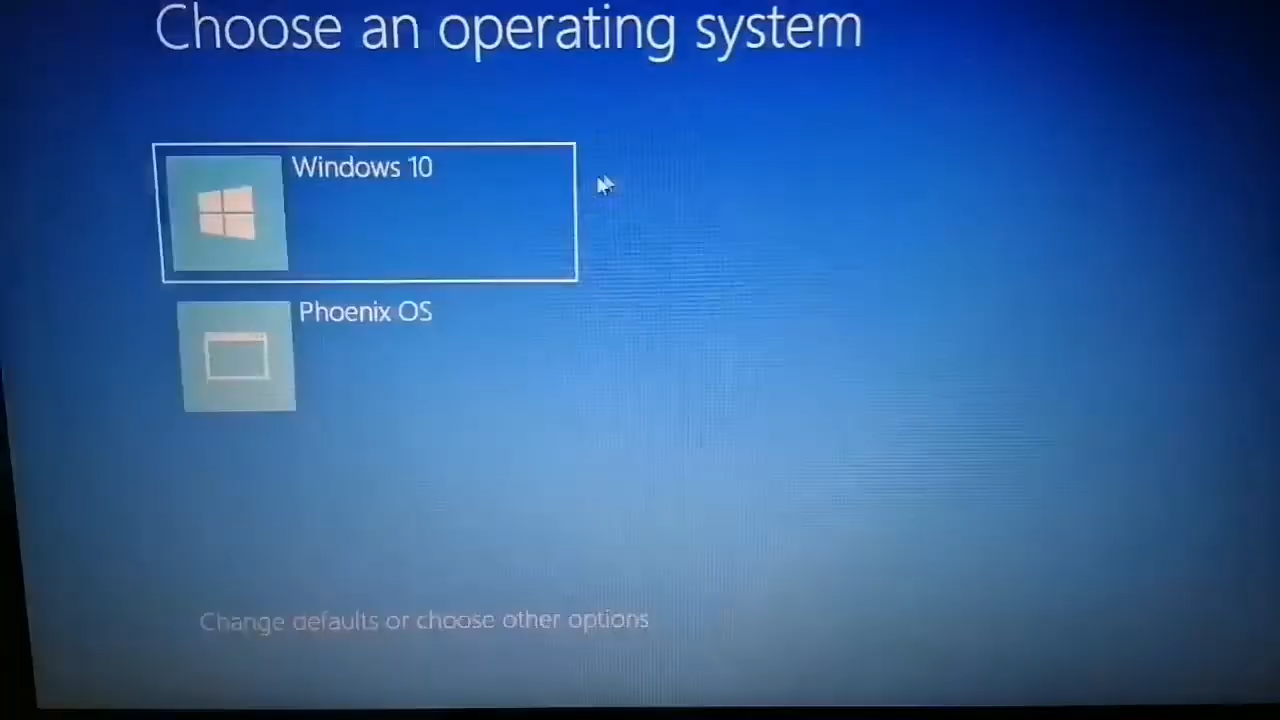 Choose an operating system
Windows 10
Phoenix OS
Change defaults or choose other options